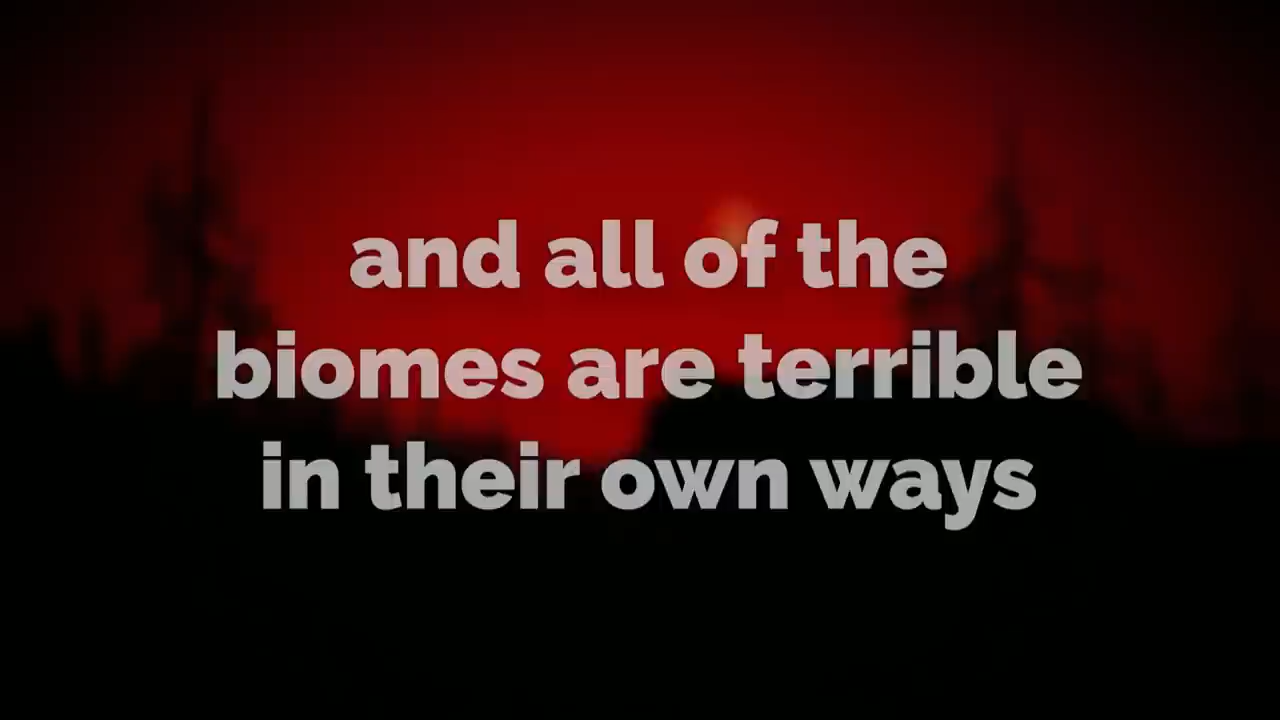 and all of the
biomes are terrible
in their own ways